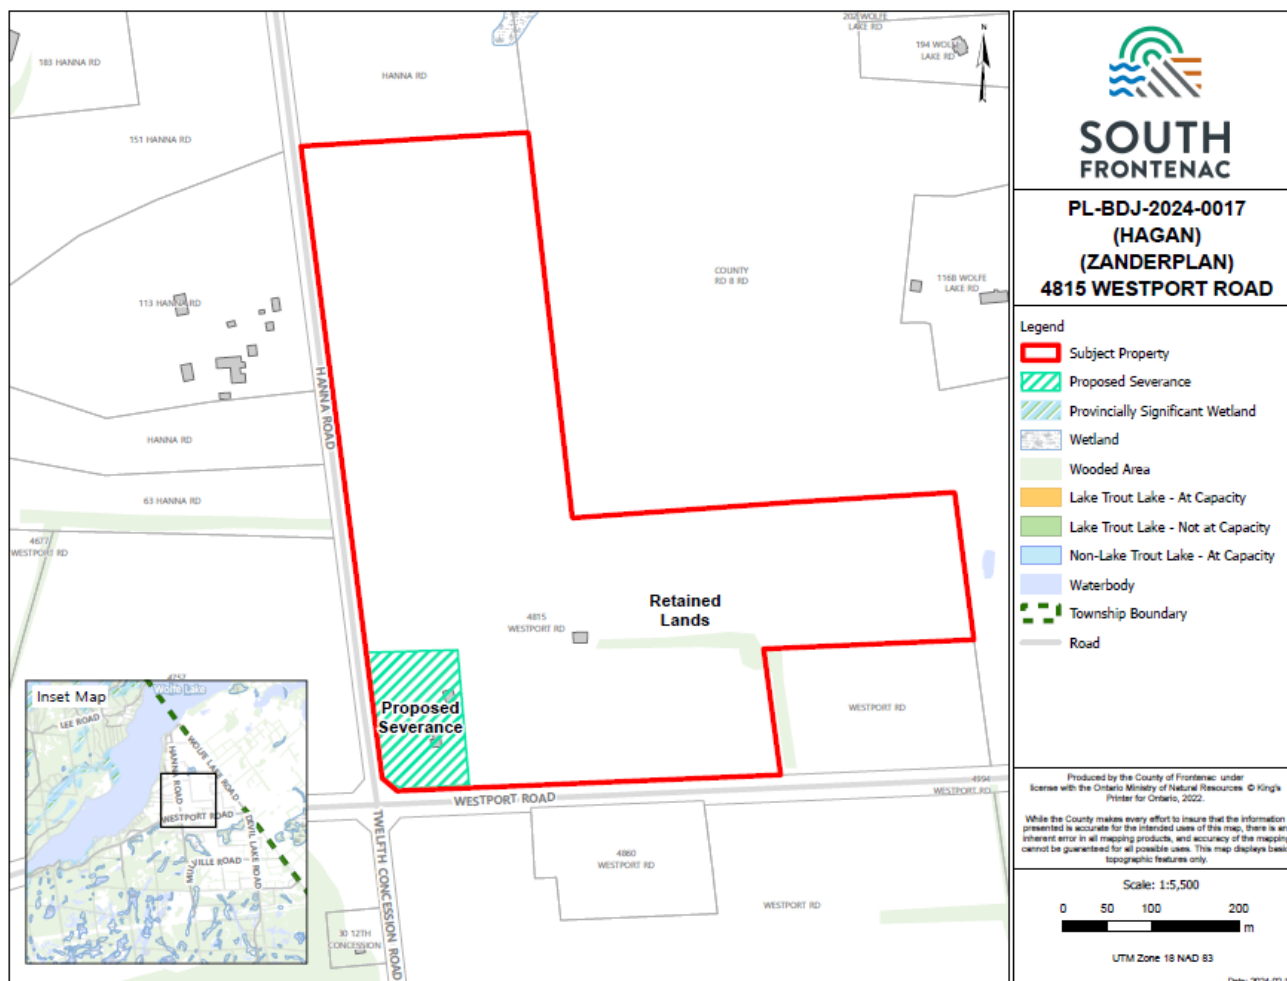 202 WOLFE
LAKE RD
194 WOLFE
LAKE RD
N
183 HANNA RD
HANNA RD
151 HANNA RD
COUNTY
RD 8 RD
116B WOLFE
LAKE RD
113 HANNA RD
HANNA ROAD
HANNA RD
63 HANNA RD
4677
WESTPORT RD
Retained
Lands
4815
WESTPORT RD
Proposed
Severance
WESTPORT RD
4994
WESTPORT RD
WESTPORT ROAD
TWELFTH CONCESSION ROAD
4860
WESTPORT RD
WESTPORT RD
30 12TH
CONCESSION
4752
Inset Map
Wolfe Lake
LEE ROAD
HANNA ROAD
WOLFE LAKE ROAD
WESTPORT ROAD
DEVIL LAKE ROAD
VILLE ROAD
SOUTH
FRONTENAC
PL-BDJ-2024-0017
(HAGAN)
(ZANDERPLAN)
4815 WESTPORT ROAD
Legend
Subject Property
Proposed Severance
Provincially Significant Wetland
Wetland
Wooded Area
Lake Trout Lake - At Capacity
Lake Trout Lake - Not at Capacity
Non-Lake Trout Lake - At Capacity
Waterbody
Township Boundary
Road
Produced by the County of Frontenac under
license with the Ontario Ministry of Natural Resources © King's
Printer for Ontario, 2022.
While the County makes every effort to insure that the information
presented is accurate for the intended uses of this map, there is an
inherent error in all mapping products, and accuracy of the mapping
cannot be guaranteed for all possible uses. This map displays basic
topographic features only.
Scale: 1:5,500
0 50 100 200
m
UTM Zone 18 NAD 83